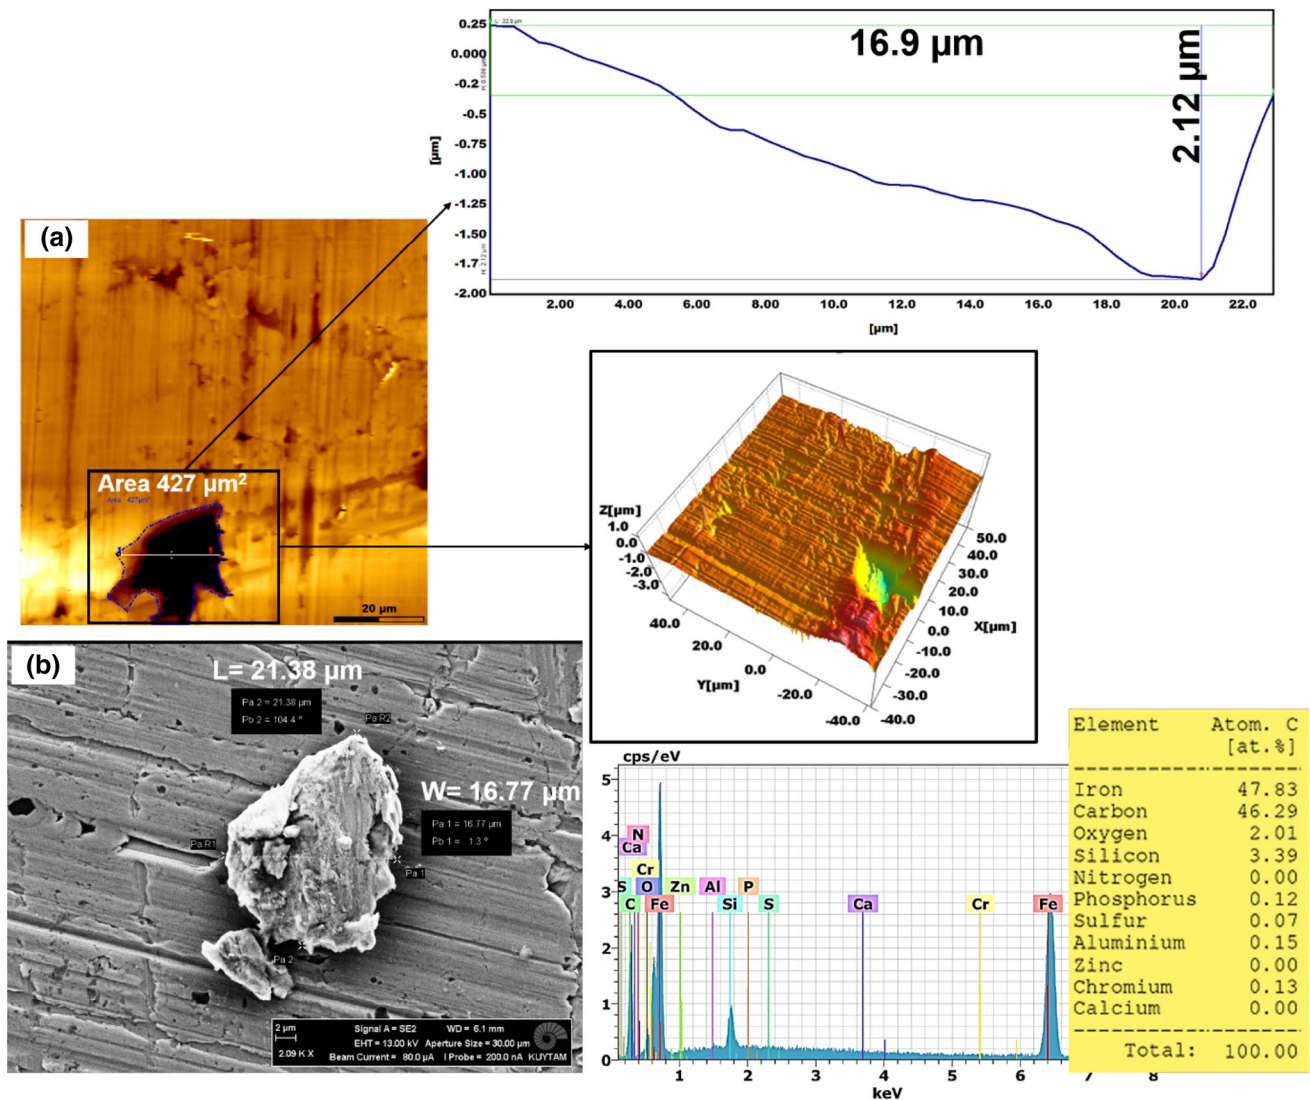 0.25
0.000
-0.2
-0.5
-0.75
-1.00
-1.25
-1.50
-1.7
-2.00
[µm]
L: 22.9 µm
H: 2.12 µm
16.9 µm
2.12 µm
2.00 4.00 6.00 8.00 10.0 12.0 14.0 16.0 18.0 20.0 22.0
[µm]
(a)
Area 427 µm²
Area 427µm²
20 µm
Z[µm]
1.0
0.0
-1.0
-2.0
-3.0
40.0
20.0
0.0
-20.0
-40.0
Y[µm]
50.0
40.0
30.0
20.0
10.0
0.0
-10.0
-20.0
-30.0
-40.0
X[µm]
(b)
L= 21.38 µm
Pa 2 = 21.38 µm
Pb 2 = 104.4 °
Pa R2
W= 16.77 µm
Pa 1 = 16.77 µm
Pb 1 = 1.3 °
Pa R1
Pa 1
Pa 2
2 µm
2.09 K X
Signal A = SE2 WD = 6.1 mm
EHT = 13.00 kV Aperture Size = 30.00 µm
Beam Current = 80.0 µA I Probe = 200.0 nA
KUYTAM
cps/eV
5
4
3
2
1
0
N
Ca
Cr
S O Zn Al P
C Fe Si S Ca Cr Fe
1 2 3 4 5 6 7 8
keV
Element Atom. C
[at.%]
Iron 47.83
Carbon 46.29
Oxygen 2.01
Silicon 3.39
Nitrogen 0.00
Phosphorus 0.12
Sulfur 0.07
Aluminium 0.15
Zinc 0.00
Chromium 0.13
Calcium 0.00
Total: 100.00